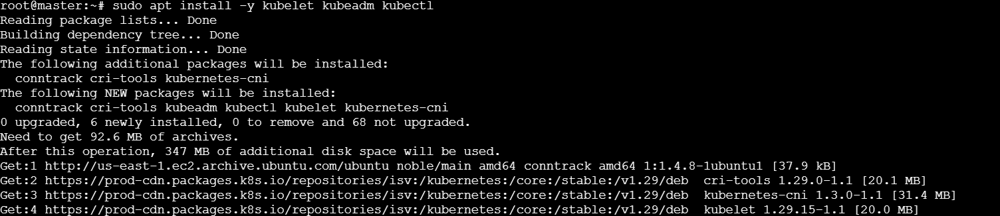 root@master:~# sudo apt install -y kubelet kubeadm kubectl
Reading package lists... Done
Building dependency tree... Done
Reading state information... Done
The following additional packages will be installed:
  conntrack cri-tools kubernetes-cni
The following NEW packages will be installed:
  conntrack cri-tools kubeadm kubectl kubelet kubernetes-cni
0 upgraded, 6 newly installed, 0 to remove and 68 not upgraded.
Need to get 92.6 MB of archives.
After this operation, 347 MB of additional disk space will be used.
Get:1 http://us-east-1.ec2.archive.ubuntu.com/ubuntu noble/main amd64 conntrack amd64 1:1.4.8-1ubuntu1 [37.9 kB]
Get:2 https://prod-cdn.packages.k8s.io/repositories/isv:/kubernetes:/core:/stable:/v1.29/deb  cri-tools 1.29.0-1.1 [20.1 MB]
Get:3 https://prod-cdn.packages.k8s.io/repositories/isv:/kubernetes:/core:/stable:/v1.29/deb  kubernetes-cni 1.3.0-1.1 [31.4 MB]
Get:4 https://prod-cdn.packages.k8s.io/repositories/isv:/kubernetes:/core:/stable:/v1.29/deb  kubelet 1.29.15-1.1 [20.0 MB]